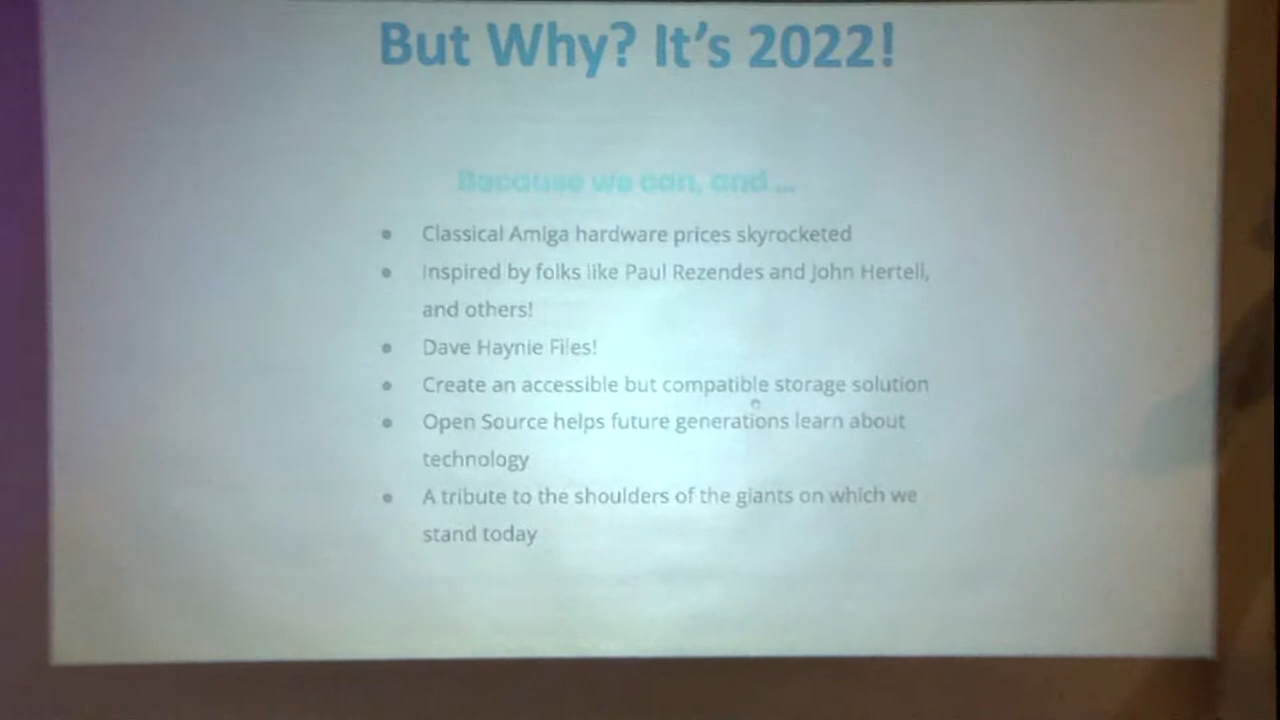 But Why? It's 2022!
Because we can, and ...
Classical Amiga hardware prices skyrocketed
Inspired by folks like Paul Rezendes and John Hertell,
and others!
Dave Haynie Files!
Create an accessible but compatible storage solution
Open Source helps future generations learn about
technology
A tribute to the shoulders of the giants on which we
stand today